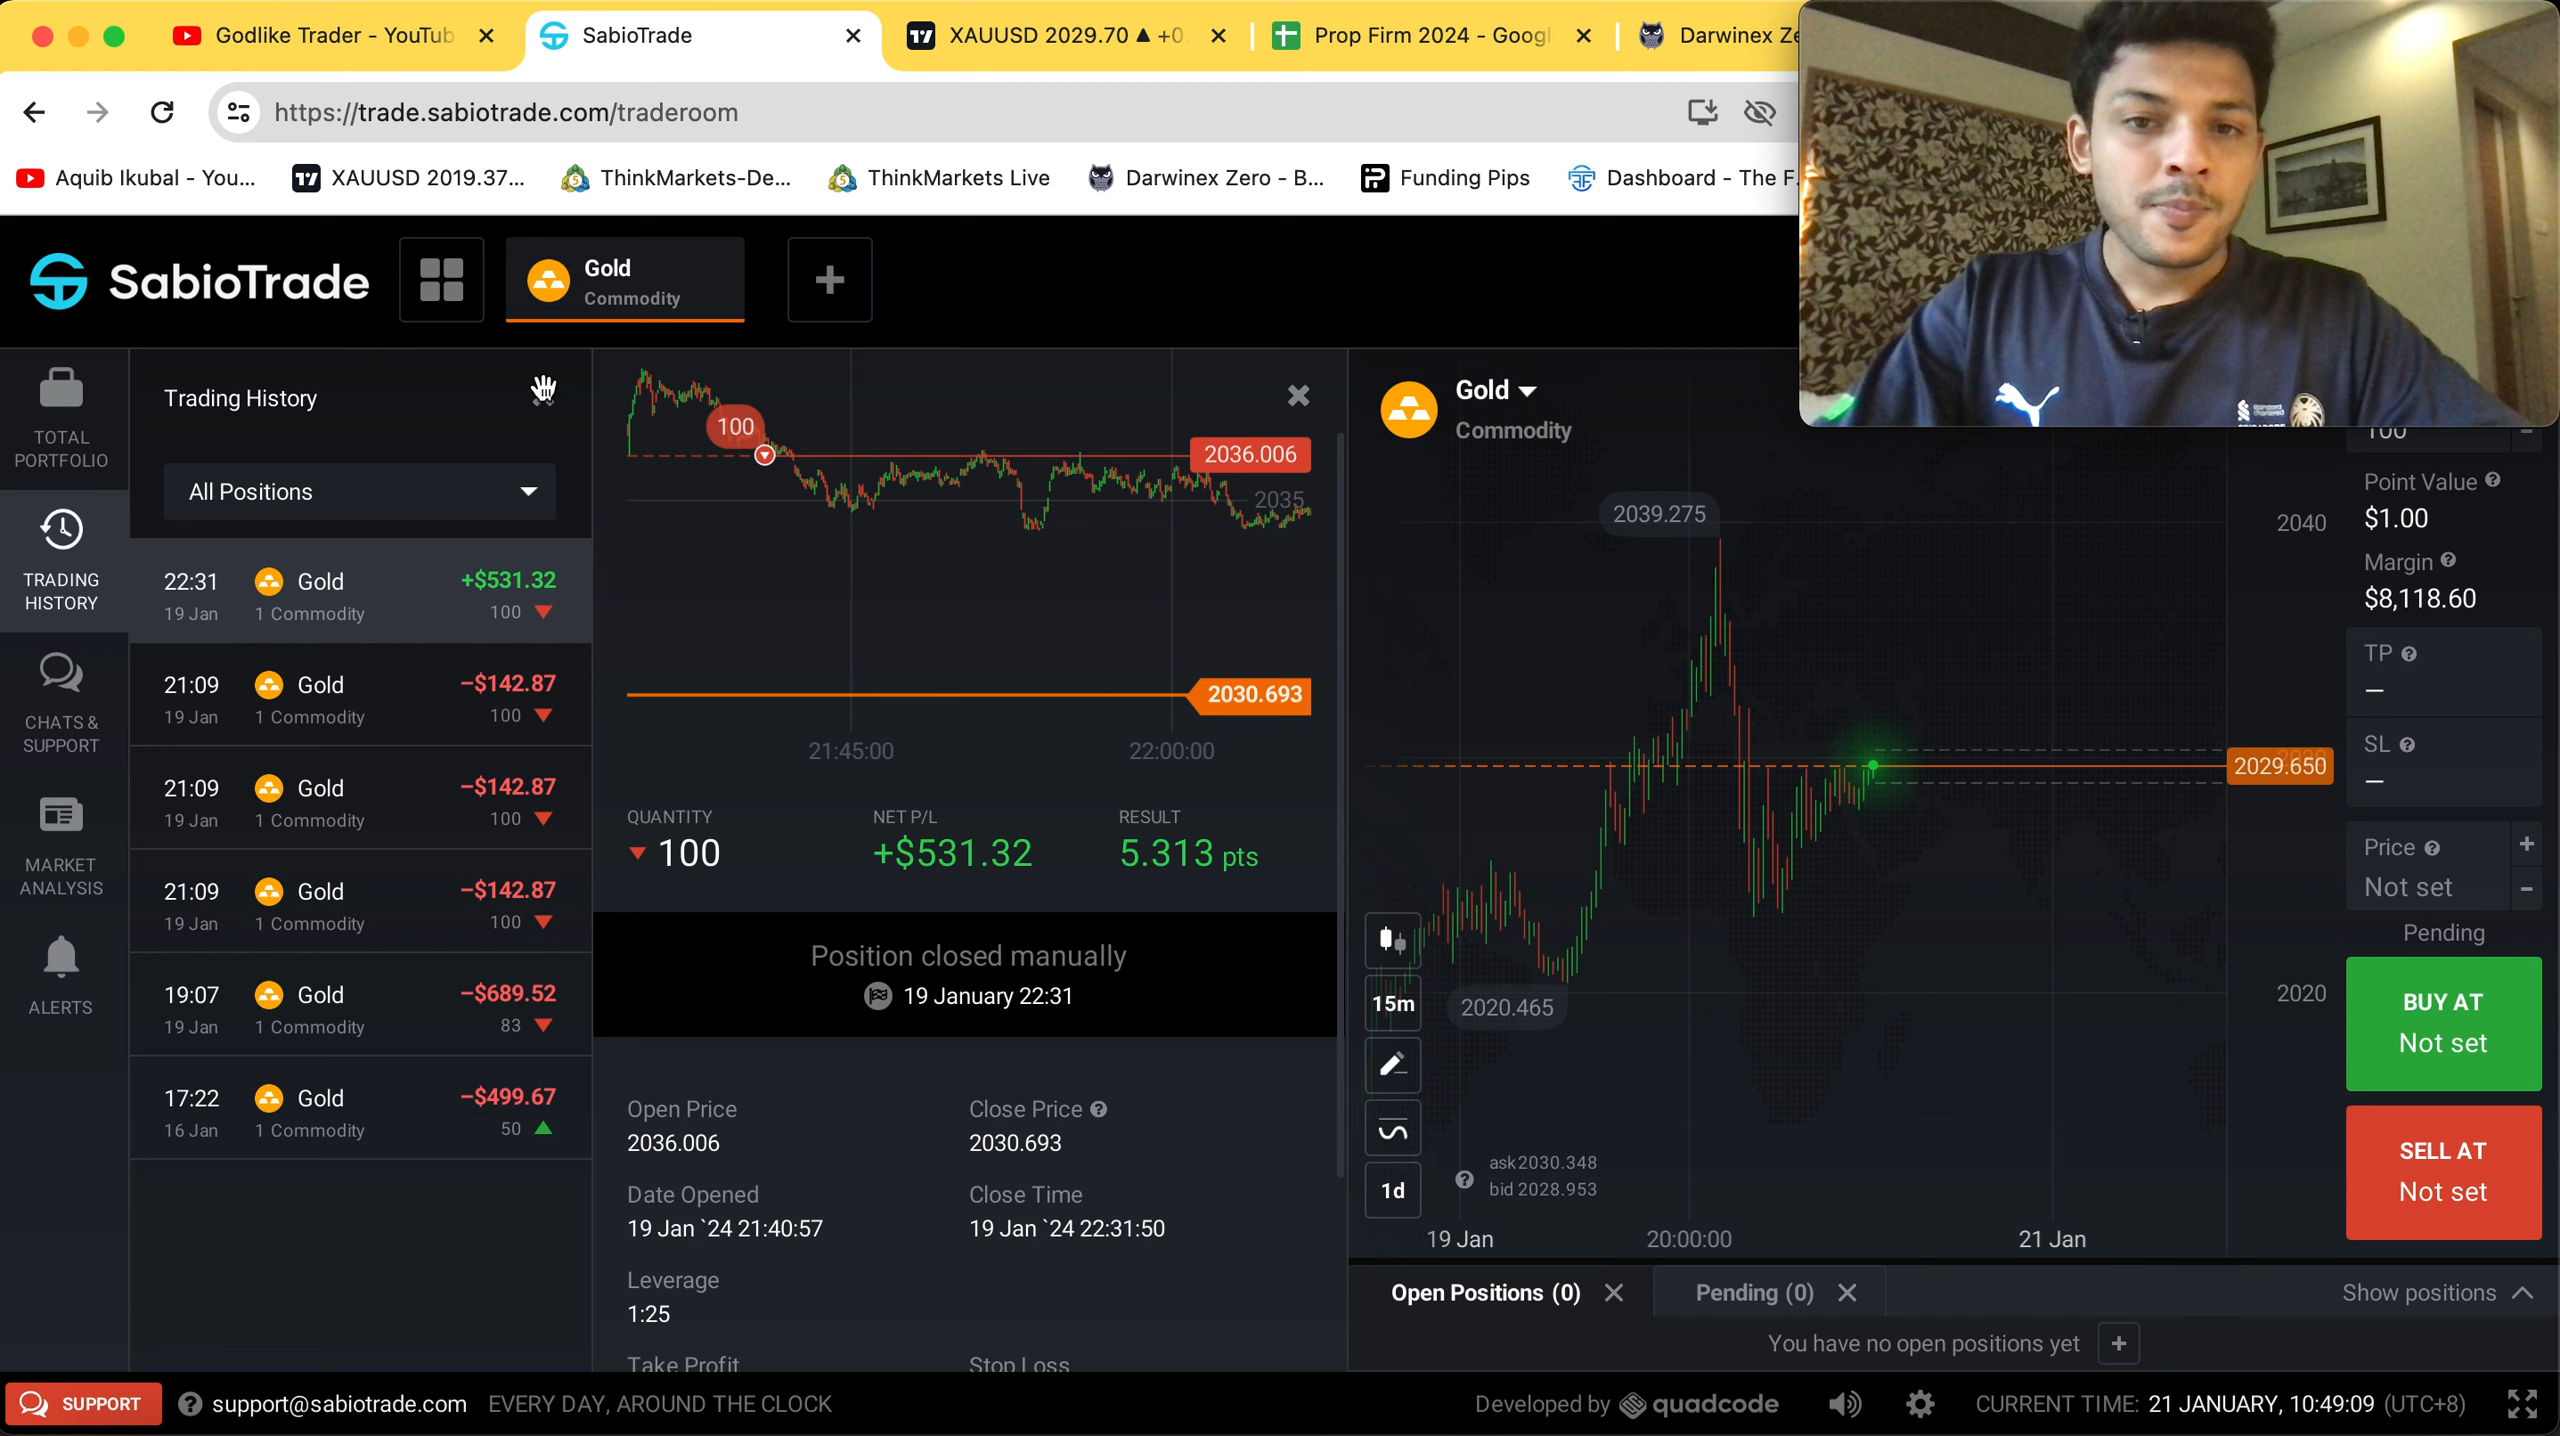 Godlike Trader - YouTub
SabioTrade
XAUUSD 2029.70 ▲ +0
Prop Firm 2024 - Googl
Darwinex Ze
https://trade.sabiotrade.com/traderoom
Aquib Ikubal - You...
XAUUSD 2019.37...
ThinkMarkets-De...
ThinkMarkets Live
Darwinex Zero - B...
Funding Pips
Dashboard - The F.
SabioTrade
Gold
Commodity
TOTAL
PORTFOLIO
TRADING
HISTORY
CHATS &
SUPPORT
MARKET
ANALYSIS
ALERTS
Trading History
All Positions
22:31 Gold +$531.32
19 Jan 1 Commodity 100
21:09 Gold −$142.87
19 Jan 1 Commodity 100
21:09 Gold −$142.87
19 Jan 1 Commodity 100
21:09 Gold −$142.87
19 Jan 1 Commodity 100
19:07 Gold −$689.52
19 Jan 1 Commodity 83
17:22 Gold −$499.67
16 Jan 1 Commodity 50
100
2036.006
2035
2030.693
21:45:00 22:00:00
QUANTITY NET P/L RESULT
100 +$531.32 5.313 pts
Position closed manually
19 January 22:31
Open Price Close Price
2036.006 2030.693
Date Opened Close Time
19 Jan `24 21:40:57 19 Jan `24 22:31:50
Leverage
1:25
Take Profit Stop Loss
Gold
Commodity
2039.275
2040
2029.650
2020.465
2020
15m
1d
ask 2030.348
bid 2028.953
19 Jan 20:00:00 21 Jan
100
Point Value
$1.00
Margin
$8,118.60
TP
–
SL
–
Price
Not set
Pending
BUY AT
Not set
SELL AT
Not set
Open Positions (0)
Pending (0)
Show positions
You have no open positions yet
SUPPORT
support@sabiotrade.com
EVERY DAY, AROUND THE CLOCK
Developed by quadcode
CURRENT TIME: 21 JANUARY, 10:49:09 (UTC+8)